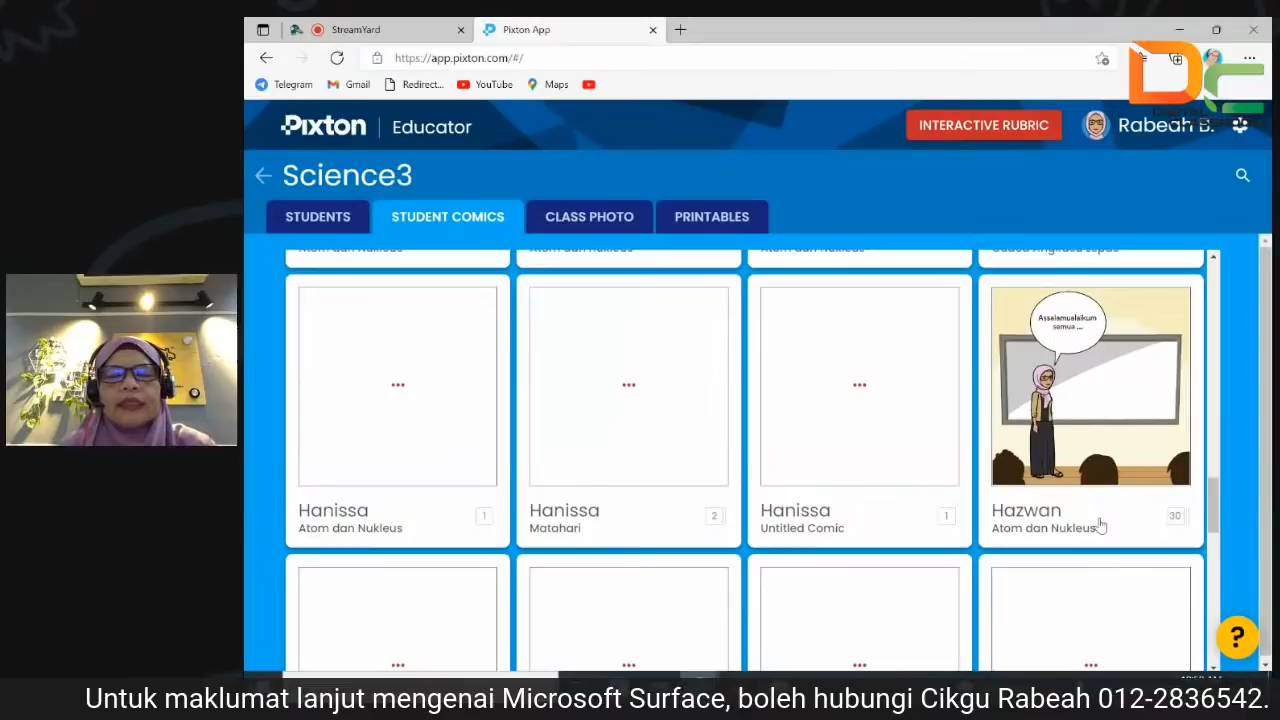 StreamYard
Pixton App
https://app.pixton.com/#/
Telegram
Gmail
Redirect...
YouTube
Maps
Pixton
Educator
INTERACTIVE RUBRIC
Rabeah B.
DE
Science3
STUDENTS
STUDENT COMICS
CLASS PHOTO
PRINTABLES
Assalamualaikum
semua ...
Hanissa
1
Atom dan Nukleus
Hanissa
2
Matahari
Hanissa
1
Untitled Comic
Hazwan
30
Atom dan Nukleus
?
Untuk maklumat lanjut mengenai Microsoft Surface, boleh hubungi Cikgu Rabeah 012-2836542.